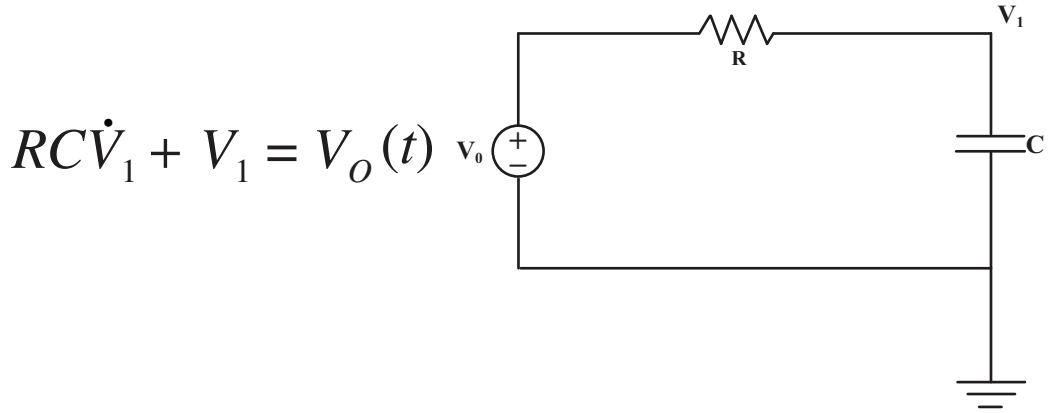 V₁
R
RCV̇₁ + V₁ = V_O(t)
V₀
+
−
C